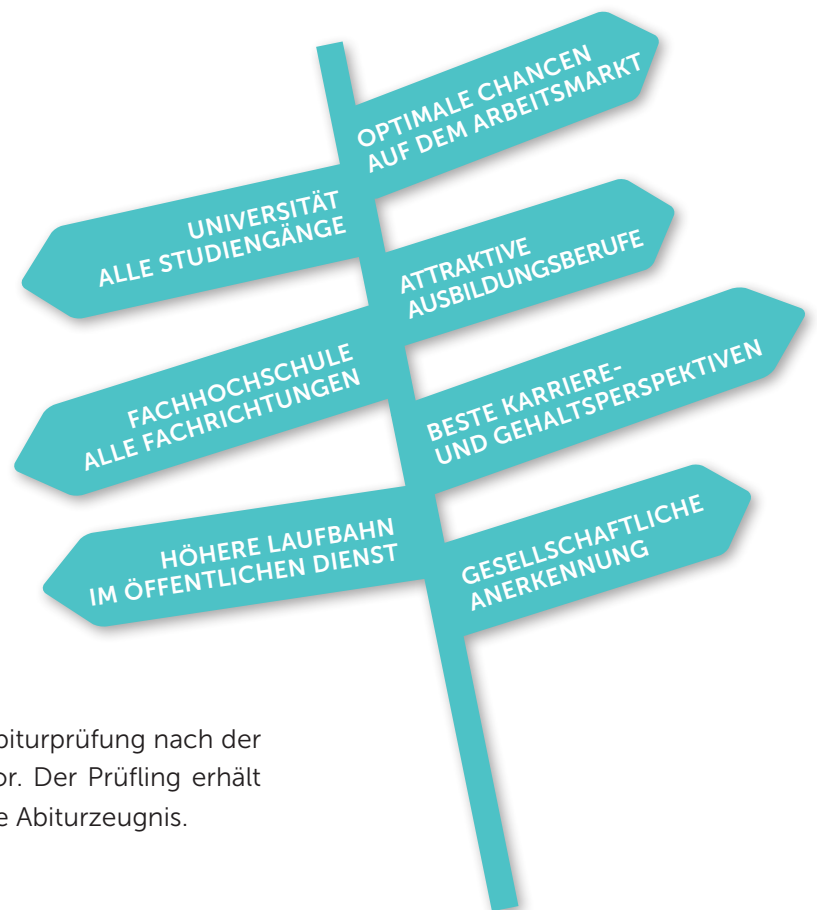 OPTIMALE CHANCEN
AUF DEM ARBEITSMARKT
UNIVERSITÄT
ALLE STUDIENGÄNGE
ATTRAKTIVE
AUSBILDUNGSBERUFE
FACHHOCHSCHULE
ALLE FACHRICHTUNGEN
BESTE KARRIERE-
UND GEHALTSPERSPEKTIVEN
HÖHERE LAUFBAHN
IM ÖFFENTLICHEN DIENST
GESELLSCHAFTLICHE
ANERKENNUNG
biturprüfung nach der
or. Der Prüfling erhält
e Abiturzeugnis.